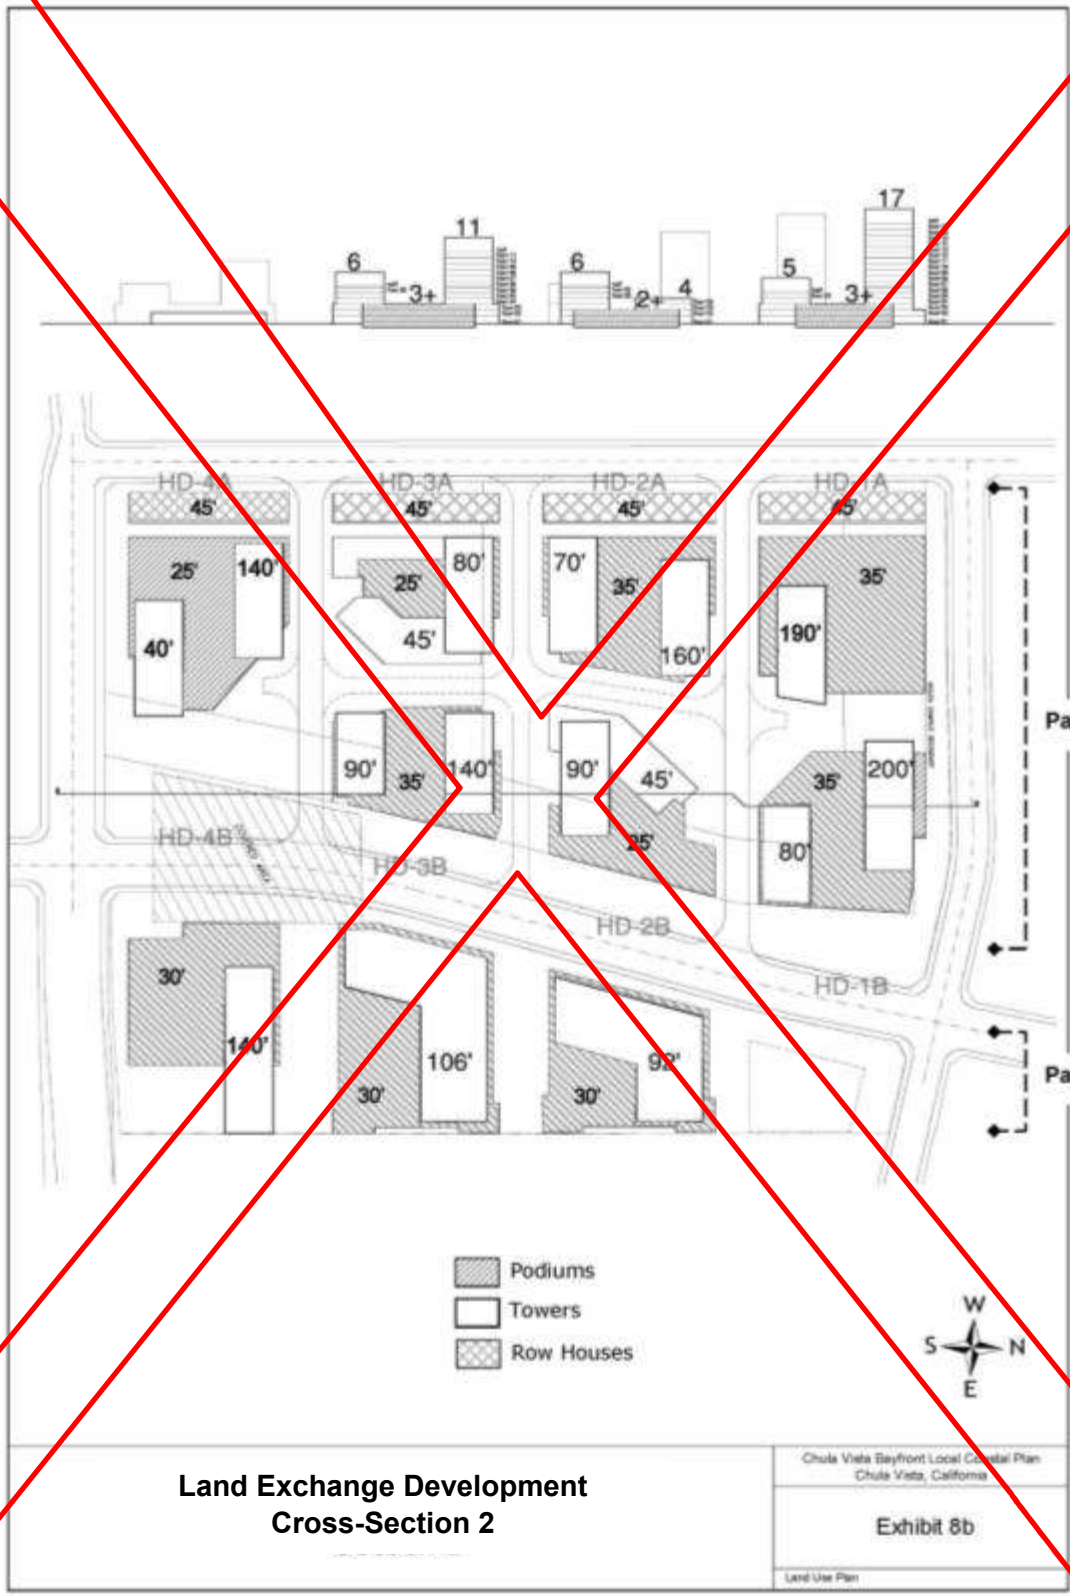 17
11
6
3+
6
2+
4
5
3+
HD-4A
HD-3A
HD-2A
HD-1A
45'
45'
45'
45'
25'
140'
40'
80'
25'
45'
70'
35'
160'
35'
190'
90'
35'
140'
90'
45'
25'
35'
200'
80'
Pa
HD-4B
HD-3B
HD-2B
HD-1B
30'
140'
106'
30'
92'
30'
Pa
Podiums
Towers
Row Houses
W
S
N
E
Land Exchange Development
Cross-Section 2
Chula Vista Bayfront Local Coastal Plan
Chula Vista, California
Exhibit 8b
Land Use Plan